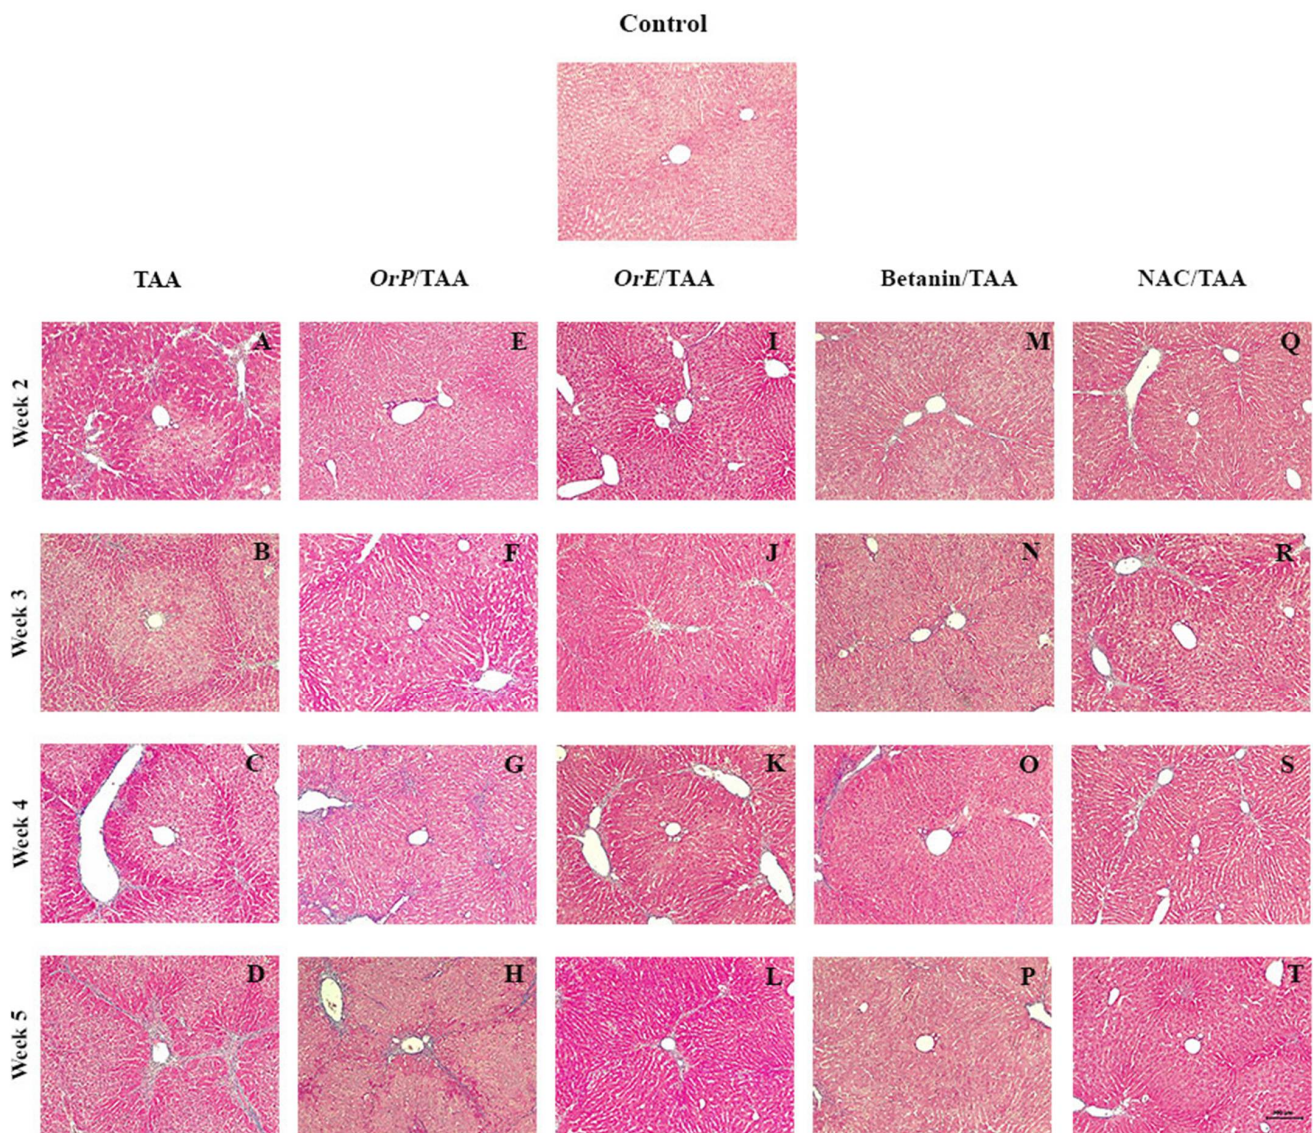 Control
TAA OrP/TAA OrE/TAA Betanin/TAA NAC/TAA
Week 2 A E I M Q
Week 3 B F J N R
Week 4 C G K O S
Week 5 D H L P T